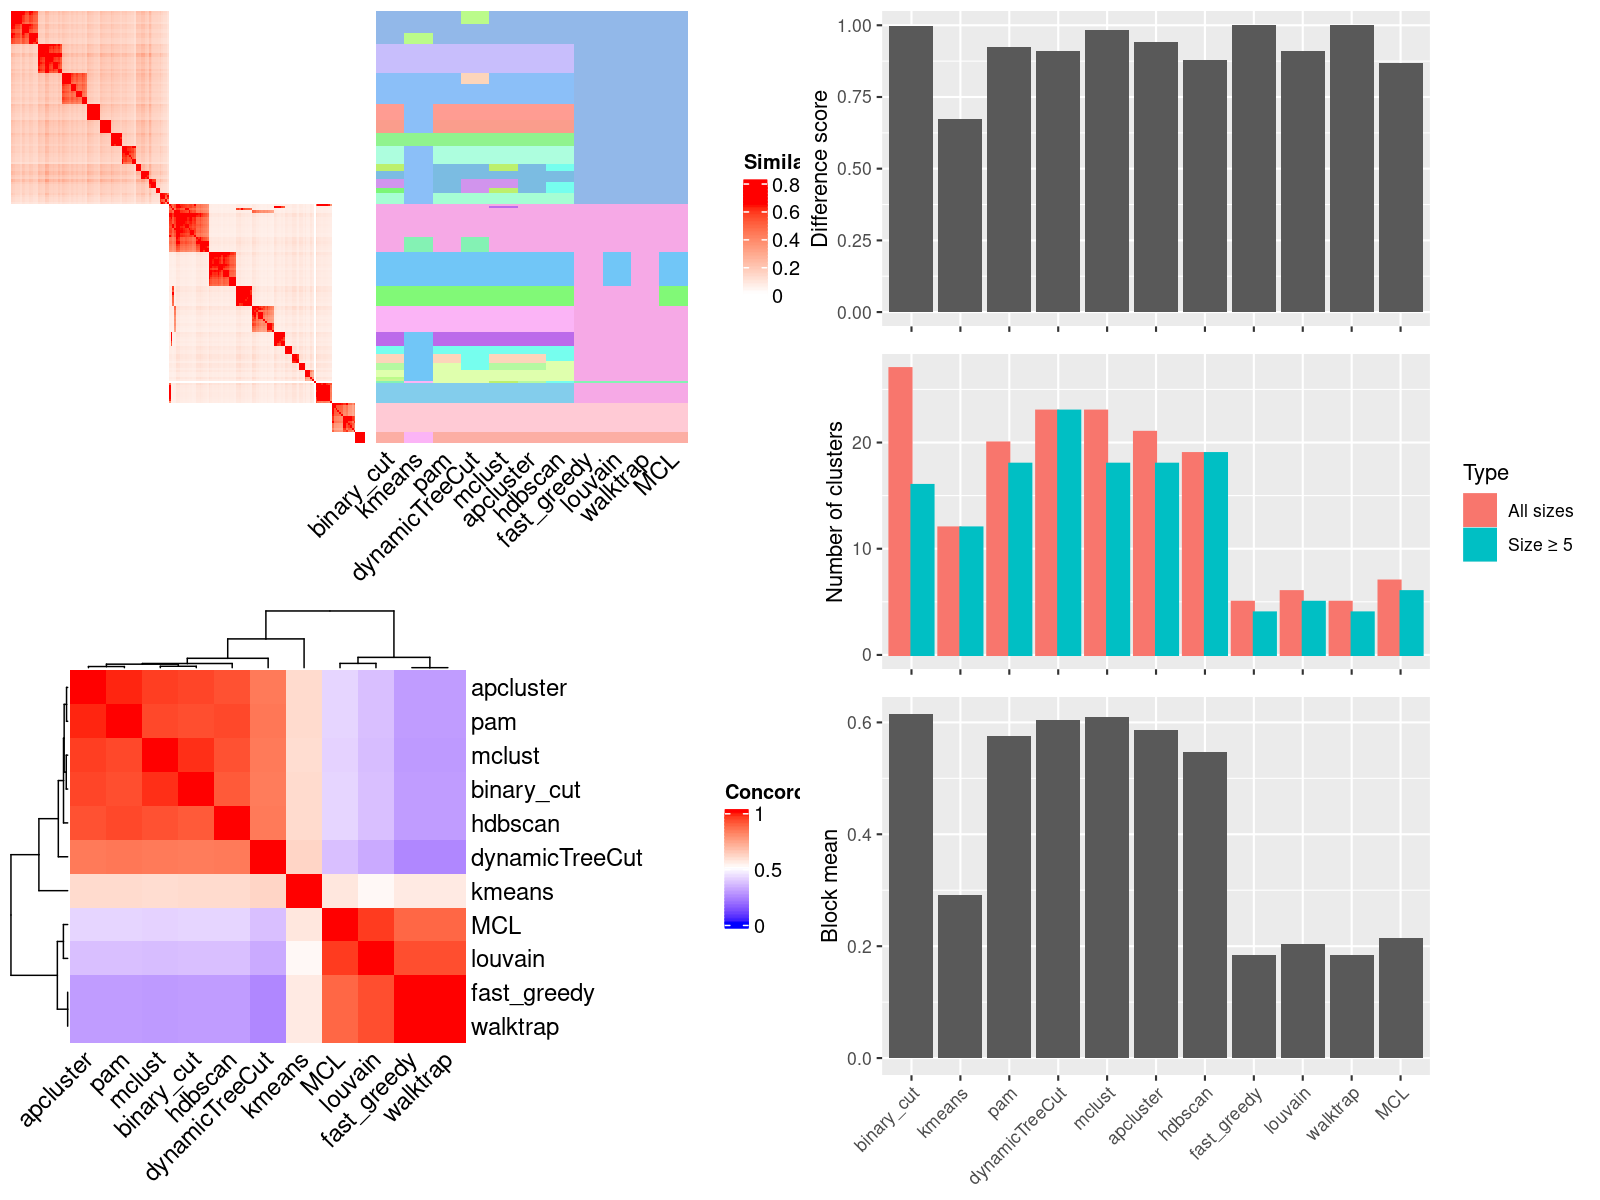 Simila
0.8
0.6
0.4
0.2
0
binary_cut
kmeans
pam
dynamicTreeCut
mclust
apcluster
hdbscan
fast_greedy
louvain
walktrap
MCL
Difference score
1.00
0.75
0.50
0.25
0.00
Number of clusters
20
10
0
Type
All sizes
Size ≥ 5
apcluster
pam
mclust
binary_cut
hdbscan
dynamicTreeCut
kmeans
MCL
louvain
fast_greedy
walktrap
apcluster
pam
mclust
binary_cut
hdbscan
dynamicTreeCut
kmeans
MCL
louvain
fast_greedy
walktrap
Concord
1
0.5
0
Block mean
0.6
0.4
0.2
0.0
binary_cut
kmeans
pam
dynamicTreeCut
mclust
apcluster
hdbscan
fast_greedy
louvain
walktrap
MCL